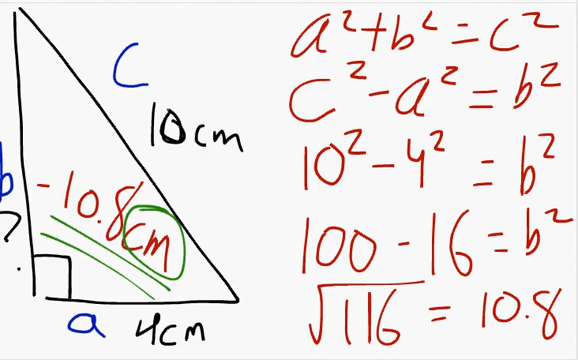 a²+b²=c²
C
c²-a²=b²
10cm
10²-4²=b²
b
-10.8cm
?
100-16=b²
√116=10.8
a 4cm